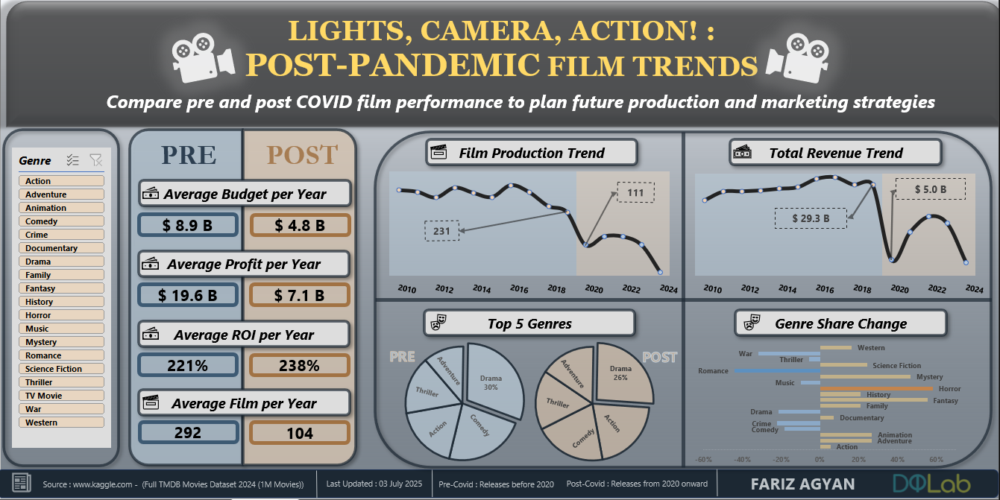 LIGHTS, CAMERA, ACTION! :
POST-PANDEMIC FILM TRENDS
Compare pre and post COVID film performance to plan future production and marketing strategies
Genre
Action
Adventure
Animation
Comedy
Crime
Documentary
Drama
Family
Fantasy
History
Horror
Music
Mystery
Romance
Science Fiction
Thriller
TV Movie
War
Western
PRE POST
Average Budget per Year
$ 8.9 B $ 4.8 B
Average Profit per Year
$ 19.6 B $ 7.1 B
Average ROI per Year
221% 238%
Average Film per Year
292 104
Film Production Trend
111
231
2010 2012 2014 2016 2018 2020 2022 2024
Total Revenue Trend
$ 5.0 B
$ 29.3 B
2010 2012 2014 2016 2018 2020 2022 2024
Top 5 Genres
PRE
Adventure
Drama
30%
Thriller
Action
Comedy
POST
Adventure
Drama
26%
Thriller
Comedy
Action
Genre Share Change
Western
War
Thriller
Science Fiction
Romance
Mystery
Music
Horror
History
Fantasy
Family
Drama
Documentary
Crime
Comedy
Animation
Adventure
Action
-60% -40% -20% 0% 20% 40% 60%
Source : www.kaggle.com - (Full TMDB Movies Dataset 2024 (1M Movies))
Last Updated : 03 July 2025
Pre-Covid : Releases before 2020
Post-Covid : Releases from 2020 onward
FARIZ AGYAN
DQLab